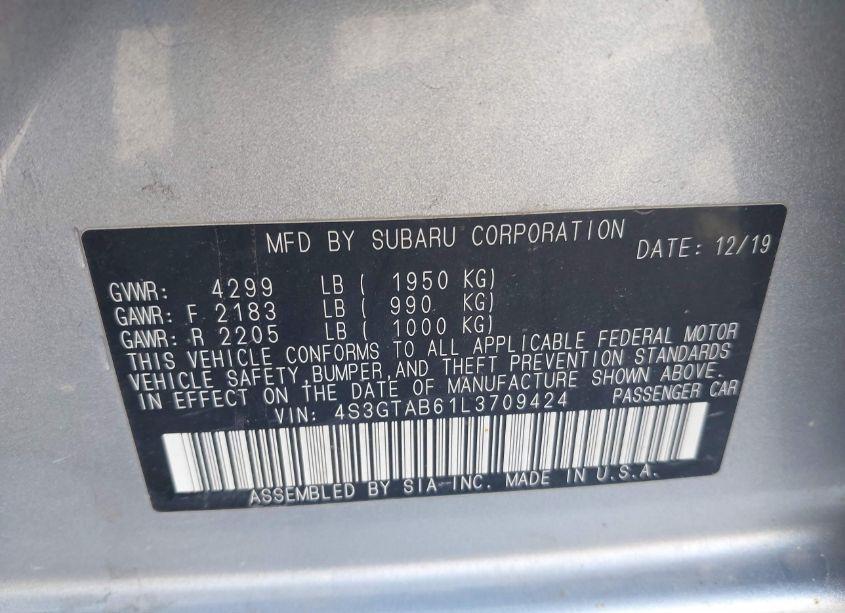 MFD BY SUBARU CORPORATION DATE: 12/19
GVWR: 4299 LB ( 1950 KG)
GAWR: F 2183 LB ( 990 KG)
GAWR: R 2205 LB ( 1000 KG)
THIS VEHICLE CONFORMS TO ALL APPLICABLE FEDERAL MOTOR
VEHICLE SAFETY,BUMPER,AND THEFT PREVENTION STANDARDS
IN EFFECT ON THE DATE OF MANUFACTURE SHOWN ABOVE.
VIN: 4S3GTAB61L3709424 PASSENGER CAR
ASSEMBLED BY SIA-INC. MADE IN U.S.A.